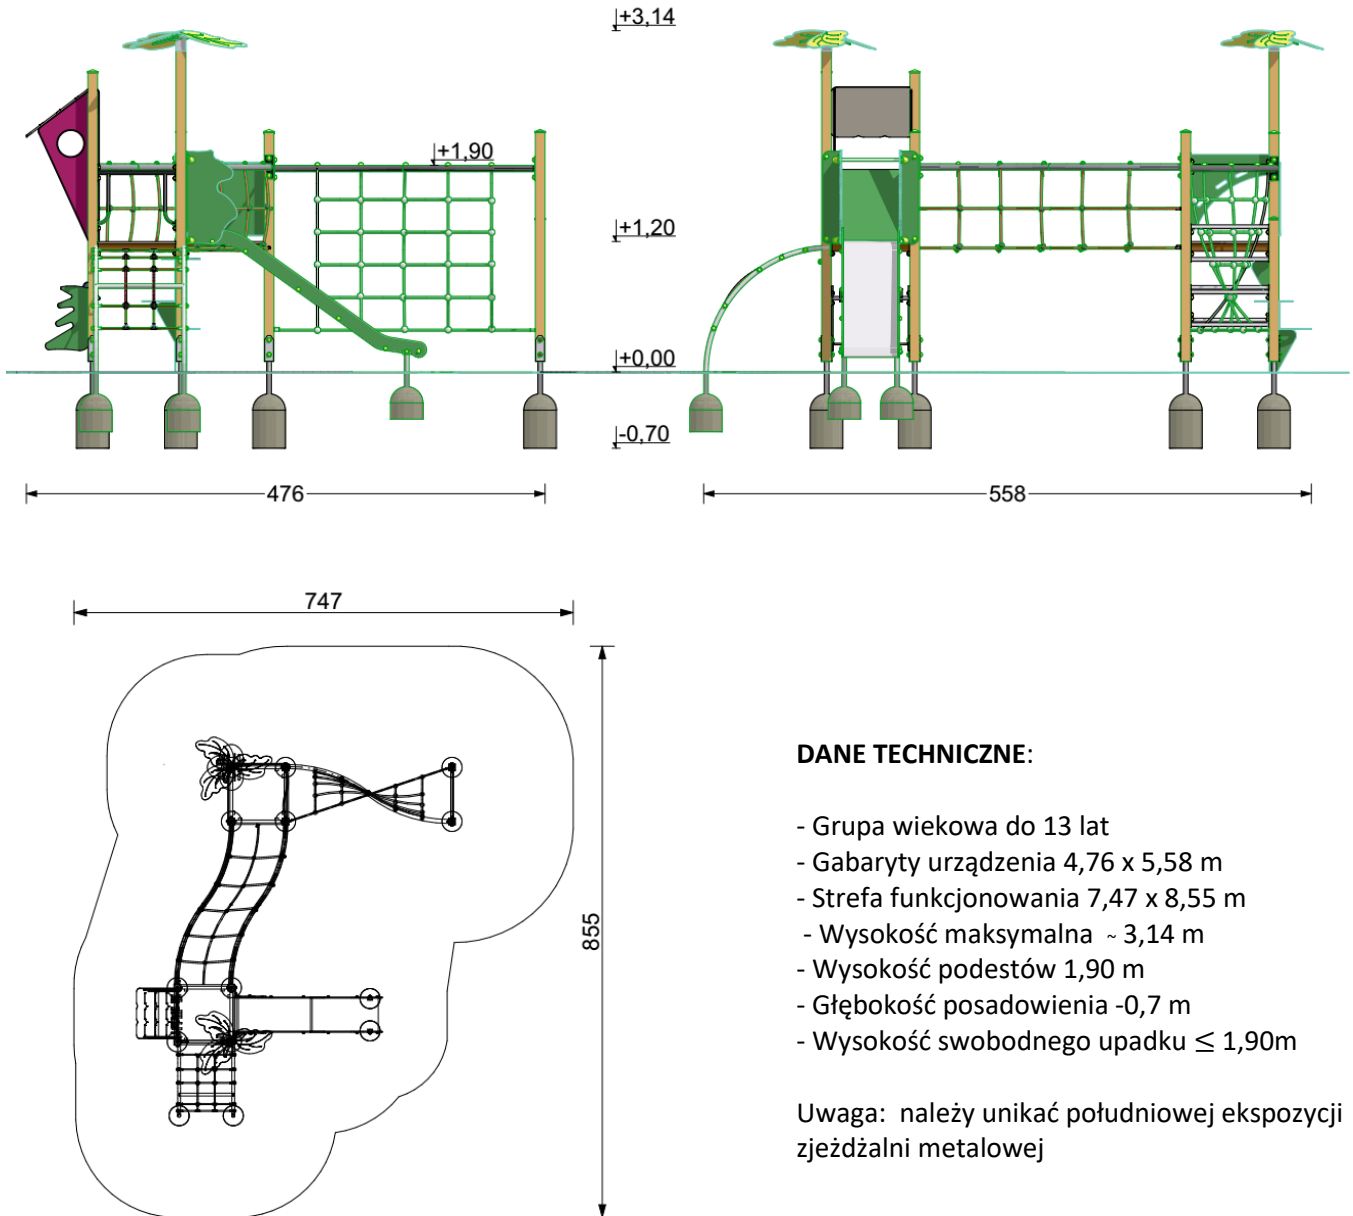 +3,14
+1,90
+1,20
+0,00
-0,70
476
558
747
855
DANE TECHNICZNE:
- Grupa wiekowa do 13 lat
- Gabaryty urządzenia 4,76 x 5,58 m
- Strefa funkcjonowania 7,47 x 8,55 m
- Wysokość maksymalna ~ 3,14 m
- Wysokość podestów 1,90 m
- Głębokość posadowienia -0,7 m
- Wysokość swobodnego upadku ≤ 1,90m
Uwaga: należy unikać południowej ekspozycji
zjeżdżalni metalowej